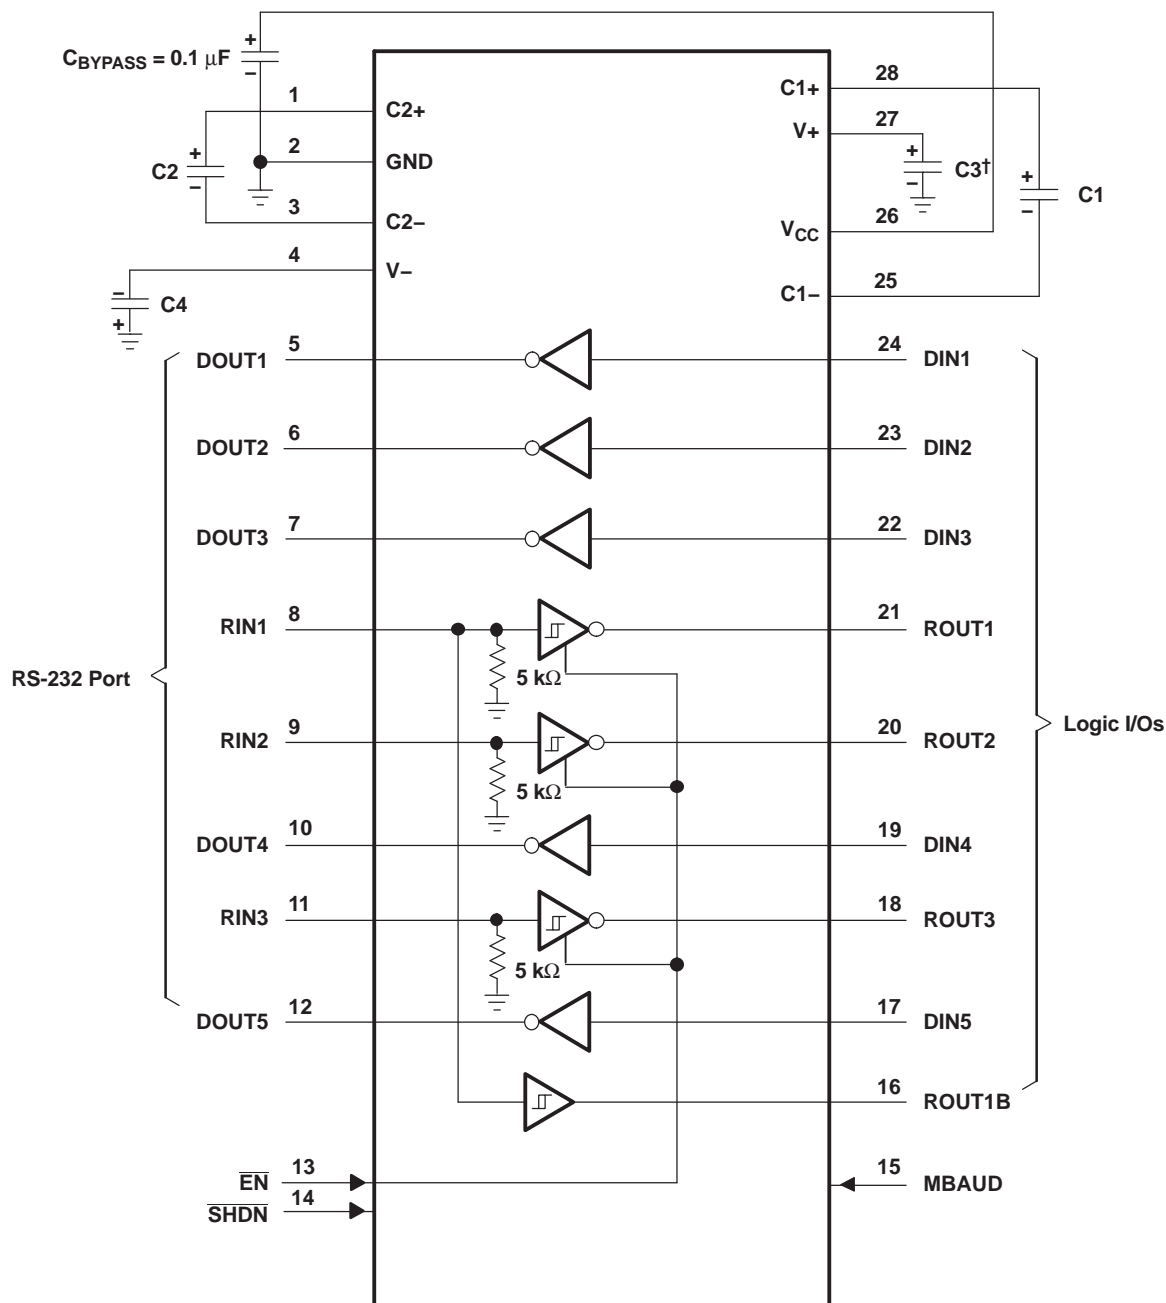 C_BYPASS = 0.1 μF
+
−
1
C2+
C2
+
−
2
GND
3
C2−
4
V−
−
+
C4
C1+
28
V+
27
+
−
C3†
+
−
C1
V_CC
26
C1−
25
DOUT1
5
24
DIN1
DOUT2
6
23
DIN2
DOUT3
7
22
DIN3
RIN1
8
21
ROUT1
5 kΩ
RS-232 Port
RIN2
9
20
ROUT2
Logic I/Os
5 kΩ
DOUT4
10
19
DIN4
RIN3
11
18
ROUT3
5 kΩ
DOUT5
12
17
DIN5
16
ROUT1B
EN
13
15
MBAUD
SHDN
14